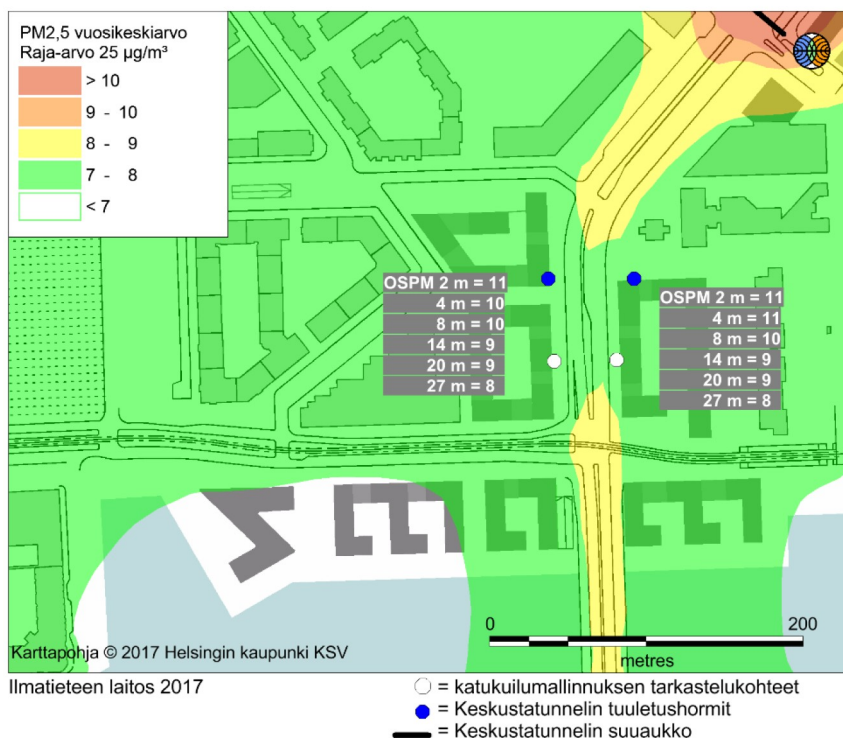 PM2,5 vuosikeskiarvo
Raja-arvo 25 µg/m³
> 10
9 - 10
8 - 9
7 - 8
< 7
OSPM 2 m = 11
4 m = 10
8 m = 10
14 m = 9
20 m = 9
27 m = 8
OSPM 2 m = 11
4 m = 11
8 m = 10
14 m = 9
20 m = 9
27 m = 8
0 200
metres
Karttapohja © 2017 Helsingin kaupunki KSV
Ilmatieteen laitos 2017
= katukuilumallinnuksen tarkastelukohteet
= Keskustatunnelin tuuletushormit
= Keskustatunnelin suuaukko